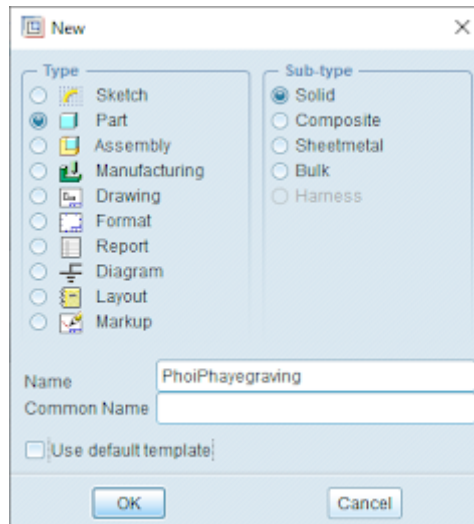 New
Type
Sketch
Part
Assembly
Manufacturing
Drawing
Format
Report
Diagram
Layout
Markup
Sub-type
Solid
Composite
Sheetmetal
Bulk
Harness
Name PhoiPhayegraving
Common Name
Use default template
OK Cancel